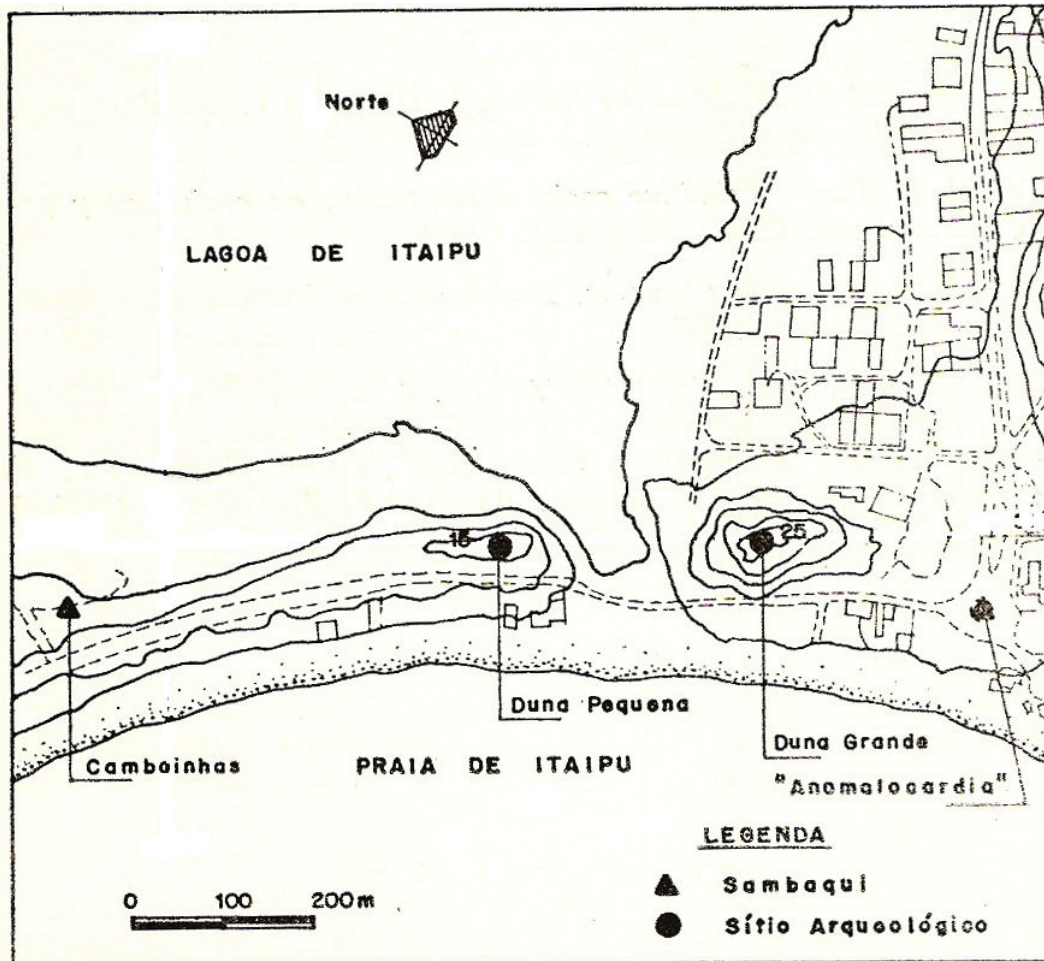 Norte
LAGOA DE ITAIPU
15
25
Duna Pequena
Duna Grande
Camboinhas
PRAIA DE ITAIPU
"Anomalocardia"
LEGENDA
Sambaqui
Sítio Arqueológico
0 100 200m